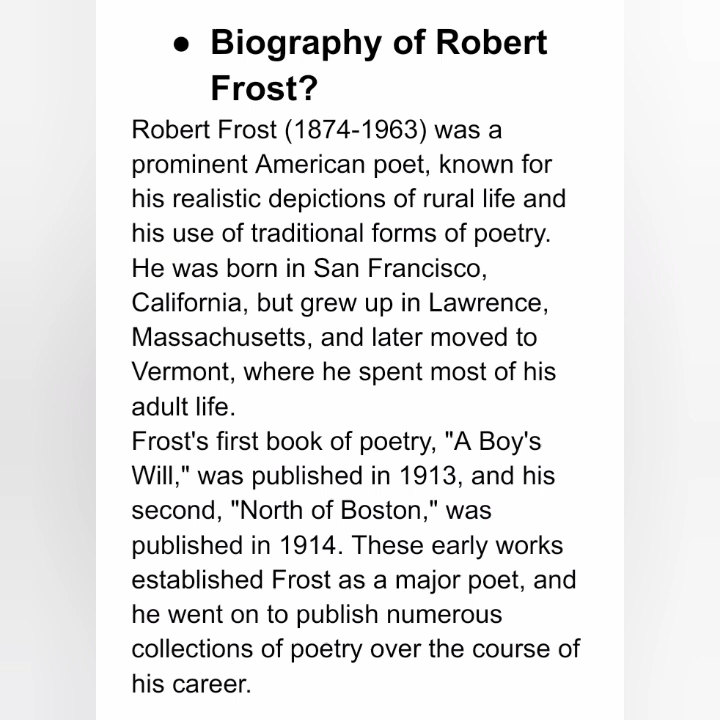 ● Biography of Robert
Frost?
Robert Frost (1874-1963) was a
prominent American poet, known for
his realistic depictions of rural life and
his use of traditional forms of poetry.
He was born in San Francisco,
California, but grew up in Lawrence,
Massachusetts, and later moved to
Vermont, where he spent most of his
adult life.
Frost's first book of poetry, "A Boy's
Will," was published in 1913, and his
second, "North of Boston," was
published in 1914. These early works
established Frost as a major poet, and
he went on to publish numerous
collections of poetry over the course of
his career.